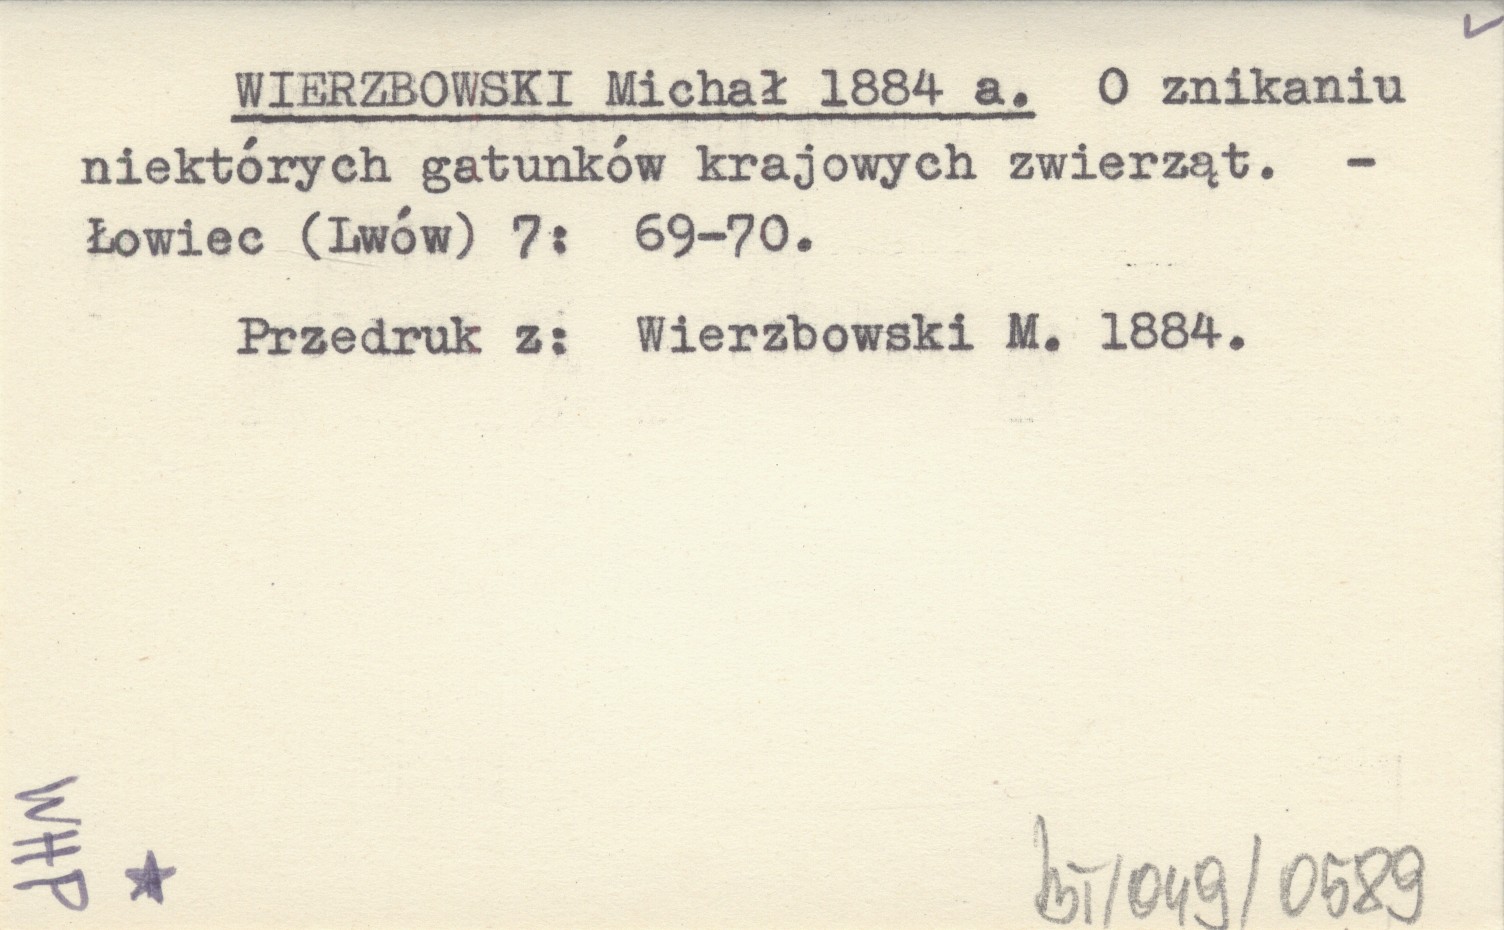 WIERZBOWSKI Michał 1884 a. O znikaniu
niektórych gatunków krajowych zwierząt. -
Łowiec (Lwów) 7: 69-70.
Przedruk z: Wierzbowski M. 1884.
WHP
/049/0589